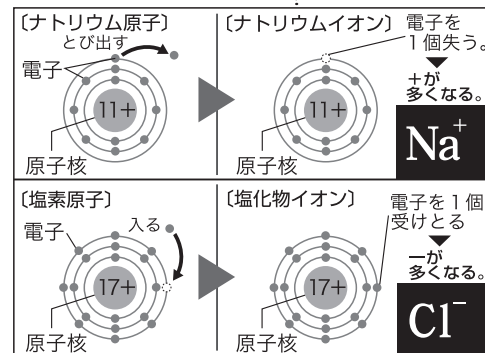 〔ナトリウム原子〕
とび出す
電子
11+
原子核
〔ナトリウムイオン〕
11+
原子核
電子を
1個失う。
▼
+が
多くなる。
Na⁺
〔塩素原子〕
電子
入る
17+
原子核
〔塩化物イオン〕
17+
原子核
電子を1個
受けとる
▼
−が
多くなる。
Cl⁻